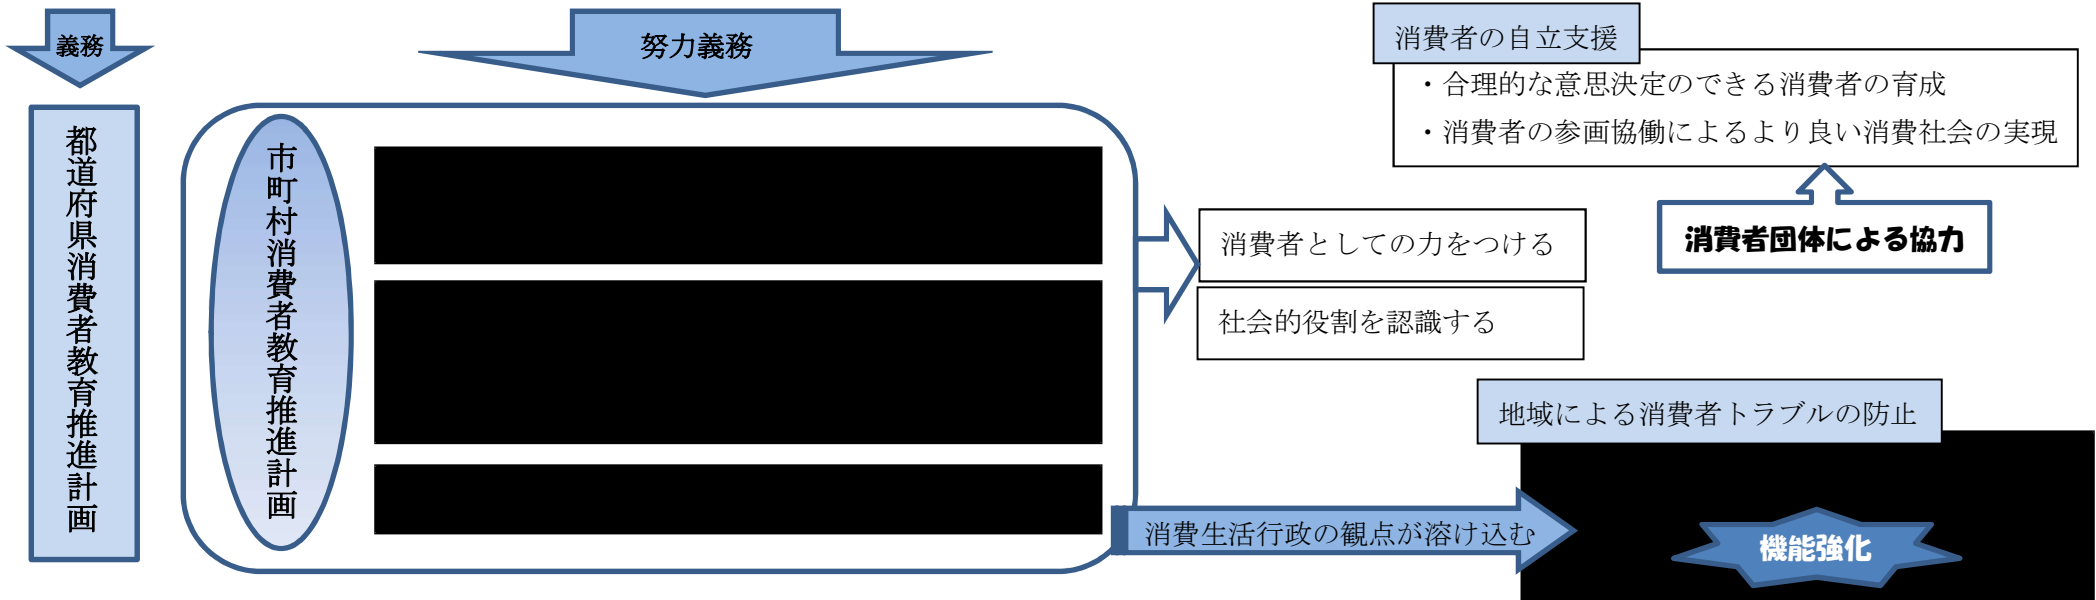 義務
都道府県消費者教育推進計画
努力義務
市町村消費者教育推進計画
消費者の自立支援
・合理的な意思決定のできる消費者の育成
・消費者の参画協働によるより良い消費社会の実現
消費者団体による協力
消費者としての力をつける
社会的役割を認識する
地域による消費者トラブルの防止
消費生活行政の観点が溶け込む
機能強化